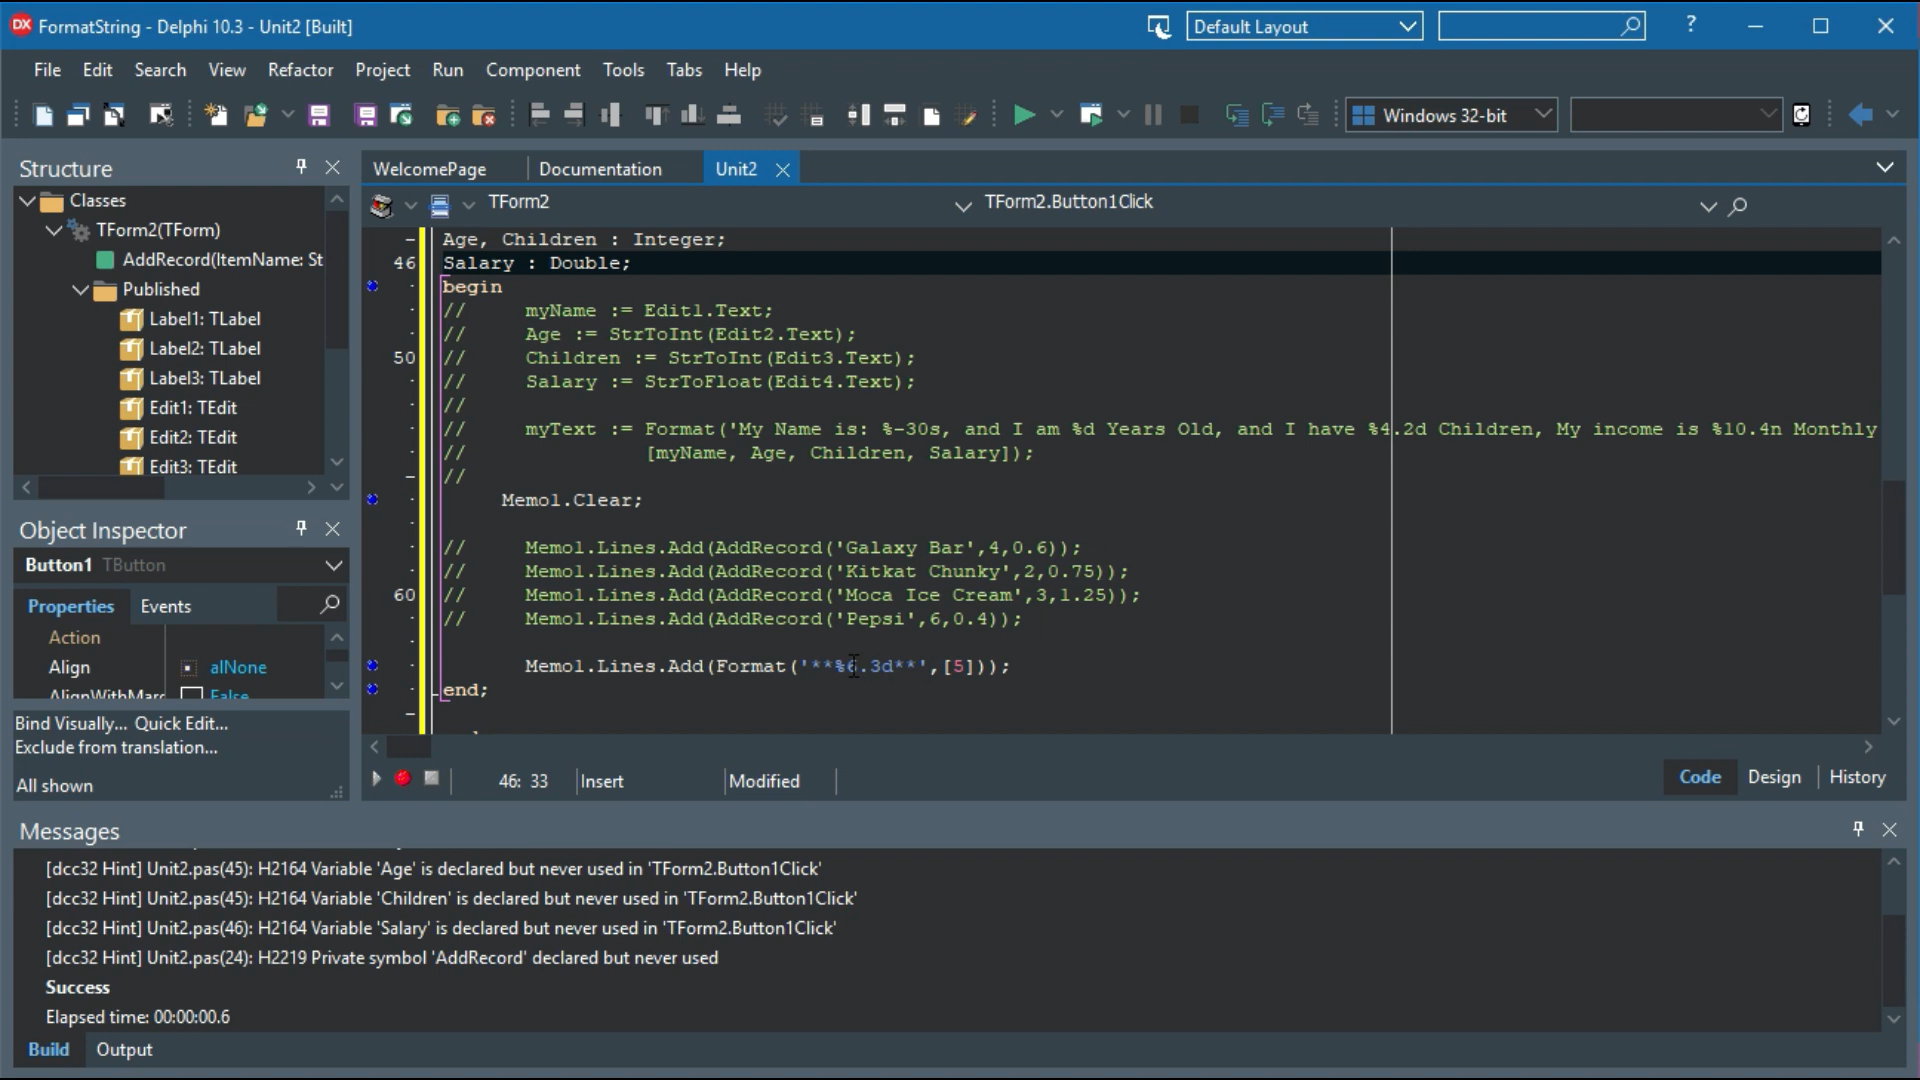 DX FormatString - Delphi 10.3 - Unit2 [Built]
Default Layout
?
File Edit Search View Refactor Project Run Component Tools Tabs Help
Windows 32-bit
Structure
Classes
TForm2(TForm)
AddRecord(ItemName: St
Published
Label1: TLabel
Label2: TLabel
Label3: TLabel
Edit1: TEdit
Edit2: TEdit
Edit3: TEdit
Object Inspector
Button1 TButton
Properties Events
Action
Align alNone
AlignWithMarg False
Bind Visually... Quick Edit...
Exclude from translation...
All shown
WelcomePage Documentation Unit2
TForm2 TForm2.Button1Click
Age, Children : Integer;
46 Salary : Double;
begin
// myName := Edit1.Text;
// Age := StrToInt(Edit2.Text);
50 // Children := StrToInt(Edit3.Text);
// Salary := StrToFloat(Edit4.Text);
//
// myText := Format('My Name is: %-30s, and I am %d Years Old, and I have %4.2d Children, My income is %10.4n Monthly
// [myName, Age, Children, Salary]);
//
Memo1.Clear;
// Memo1.Lines.Add(AddRecord('Galaxy Bar',4,0.6));
// Memo1.Lines.Add(AddRecord('Kitkat Chunky',2,0.75));
60 // Memo1.Lines.Add(AddRecord('Moca Ice Cream',3,1.25));
// Memo1.Lines.Add(AddRecord('Pepsi',6,0.4));
Memo1.Lines.Add(Format('**%6.3d**',[5]));
end;
46: 33 Insert Modified
Code Design History
Messages
[dcc32 Hint] Unit2.pas(45): H2164 Variable 'Age' is declared but never used in 'TForm2.Button1Click'
[dcc32 Hint] Unit2.pas(45): H2164 Variable 'Children' is declared but never used in 'TForm2.Button1Click'
[dcc32 Hint] Unit2.pas(46): H2164 Variable 'Salary' is declared but never used in 'TForm2.Button1Click'
[dcc32 Hint] Unit2.pas(24): H2219 Private symbol 'AddRecord' declared but never used
Success
Elapsed time: 00:00:00.6
Build Output